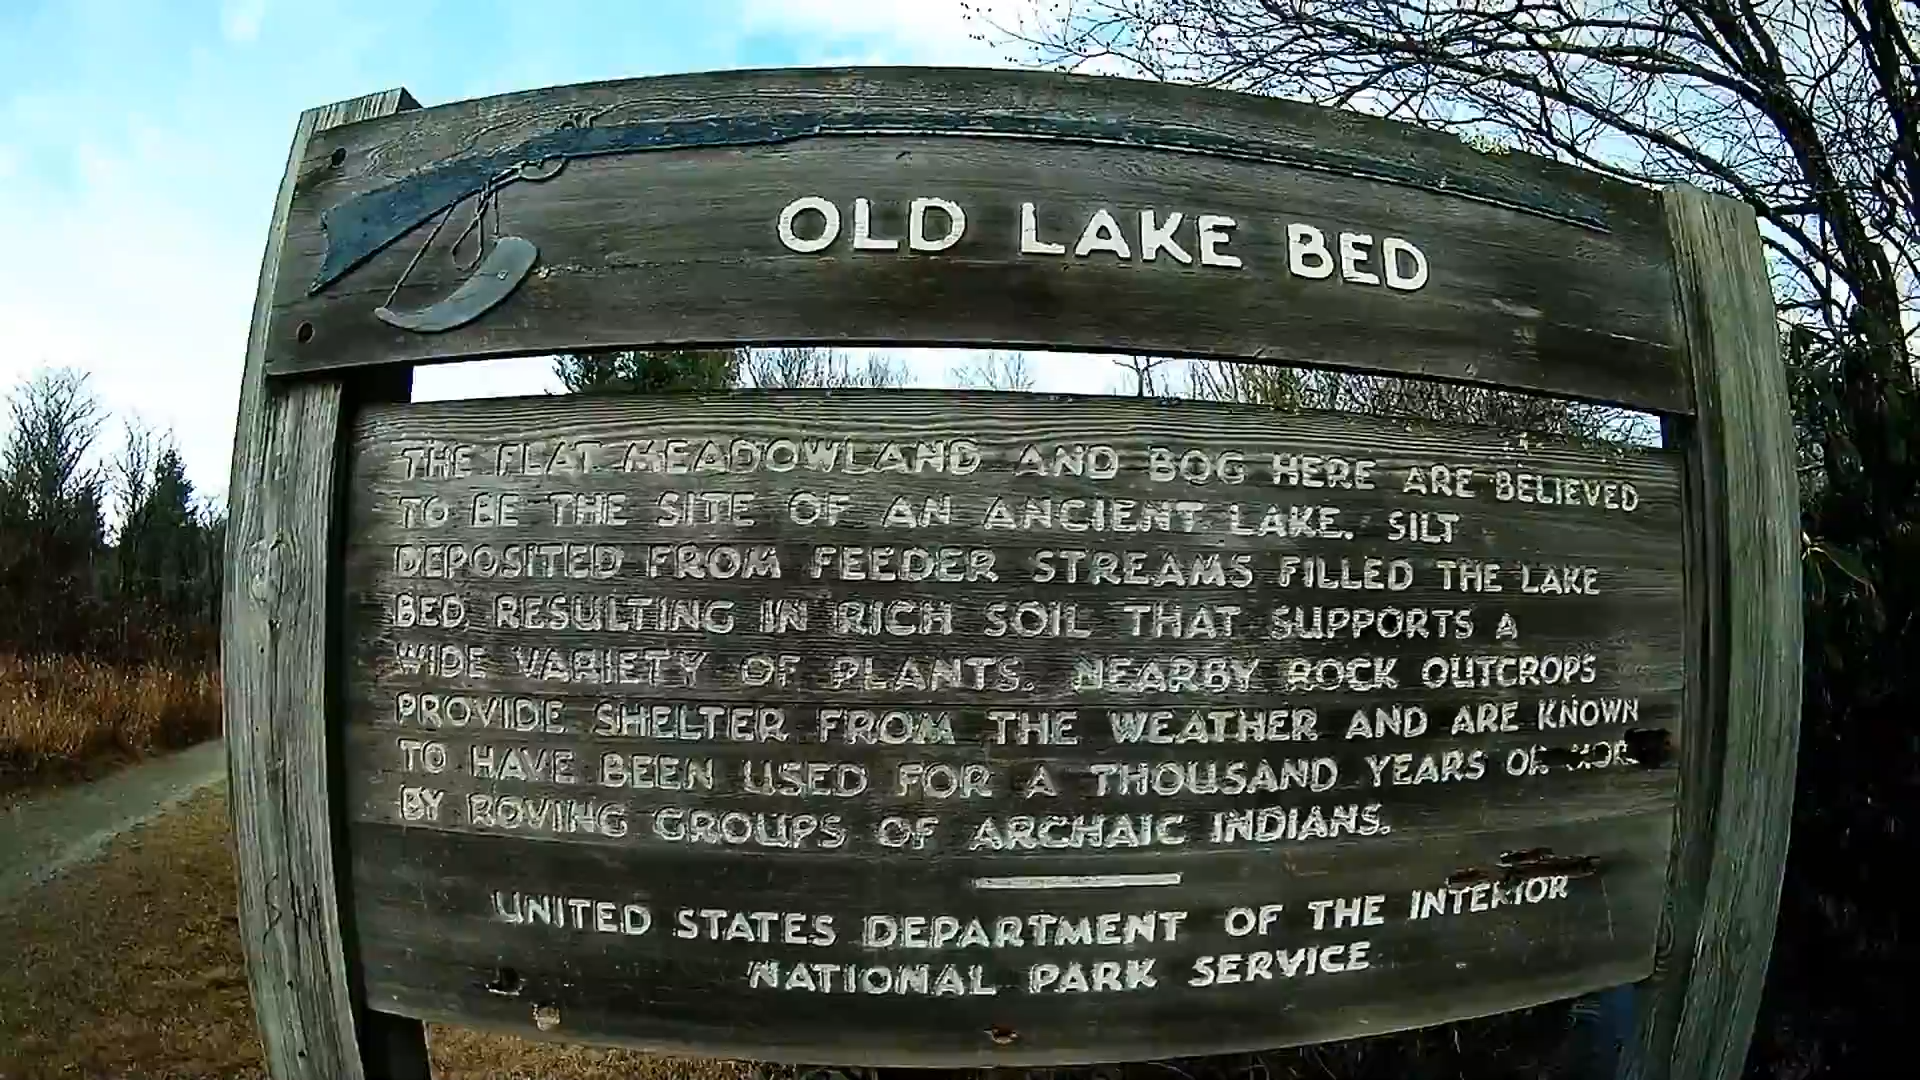 OLD LAKE BED
THE FLAT MEADOWLAND AND BOG HERE ARE BELIEVED
TO BE THE SITE OF AN ANCIENT LAKE. SILT
DEPOSITED FROM FEEDER STREAMS FILLED THE LAKE
BED, RESULTING IN RICH SOIL THAT SUPPORTS A
WIDE VARIETY OF PLANTS. NEARBY ROCK OUTCROPS
PROVIDE SHELTER FROM THE WEATHER AND ARE KNOWN
TO HAVE BEEN USED FOR A THOUSAND YEARS OR
BY ROVING GROUPS OF ARCHAIC INDIANS.
UNITED STATES DEPARTMENT OF THE INTERIOR
NATIONAL PARK SERVICE